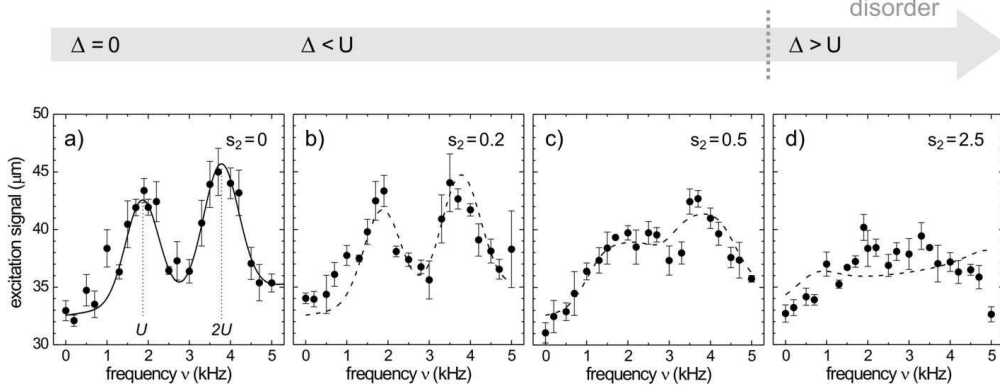 disorder
Δ = 0
Δ < U
Δ > U
50
45
40
35
30
excitation signal (μm)
a)
s2=0
U
2U
0 1 2 3 4 5
frequency ν (kHz)
b)
s2=0.2
0 1 2 3 4 5
frequency ν (kHz)
c)
s2=0.5
0 1 2 3 4 5
frequency ν (kHz)
d)
s2=2.5
0 1 2 3 4 5
frequency ν (kHz)